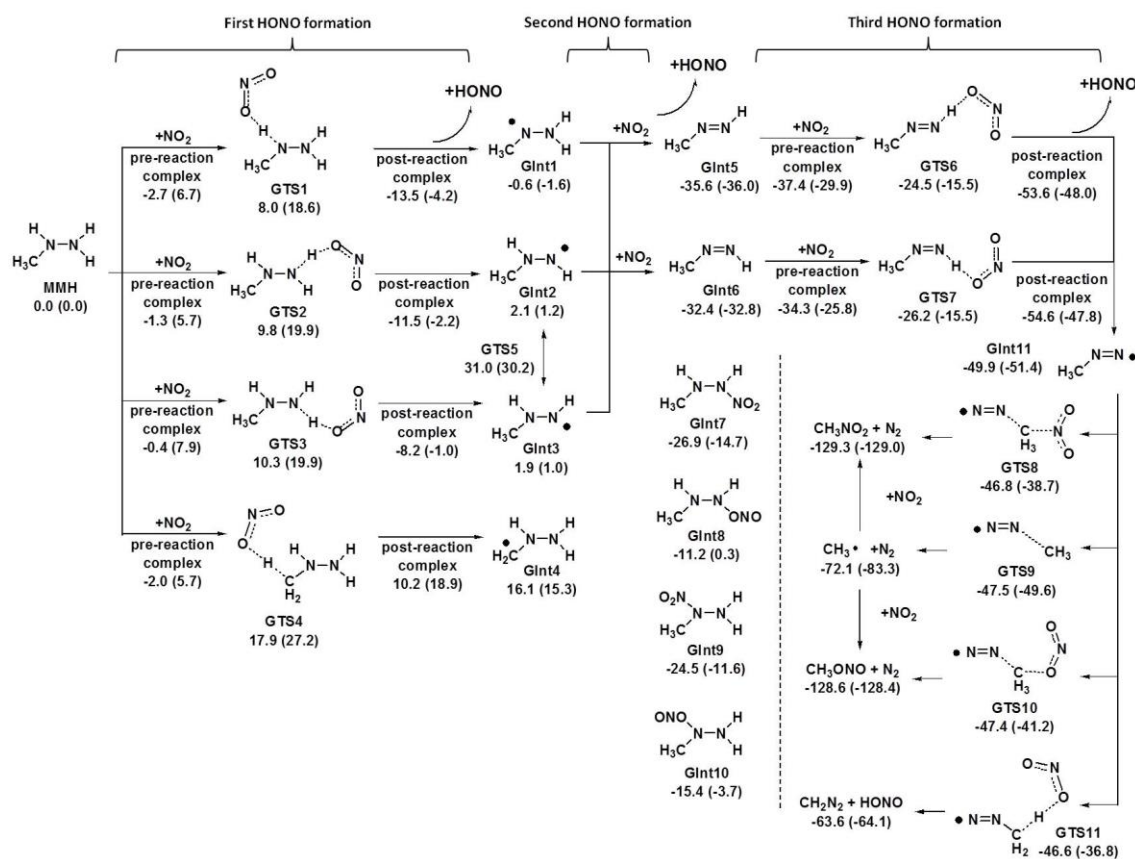 First HONO formation
Second HONO formation
Third HONO formation
MMH
0.0 (0.0)
H₃C
N–N
H
H
H
+NO₂
pre-reaction
complex
-2.7 (6.7)
GTS1
8.0 (18.6)
post-reaction
complex
-13.5 (-4.2)
+HONO
GInt1
-0.6 (-1.6)
+NO₂
pre-reaction
complex
-1.3 (5.7)
GTS2
9.8 (19.9)
post-reaction
complex
-11.5 (-2.2)
GInt2
2.1 (1.2)
GTS5
31.0 (30.2)
+NO₂
pre-reaction
complex
-0.4 (7.9)
GTS3
10.3 (19.9)
post-reaction
complex
-8.2 (-1.0)
GInt3
1.9 (1.0)
+NO₂
pre-reaction
complex
-2.0 (5.7)
GTS4
17.9 (27.2)
post-reaction
complex
10.2 (18.9)
GInt4
16.1 (15.3)
+NO₂
+HONO
GInt5
-35.6 (-36.0)
+NO₂
pre-reaction
complex
-37.4 (-29.9)
GTS6
-24.5 (-15.5)
post-reaction
complex
-53.6 (-48.0)
+HONO
+NO₂
GInt6
-32.4 (-32.8)
+NO₂
pre-reaction
complex
-34.3 (-25.8)
GTS7
-26.2 (-15.5)
post-reaction
complex
-54.6 (-47.8)
GInt11
-49.9 (-51.4)
H₃C
N=N •
GInt7
-26.9 (-14.7)
GInt8
-11.2 (0.3)
GInt9
-24.5 (-11.6)
GInt10
-15.4 (-3.7)
CH₃NO₂ + N₂
-129.3 (-129.0)
GTS8
-46.8 (-38.7)
+NO₂
CH₃• +N₂
-72.1 (-83.3)
GTS9
-47.5 (-49.6)
+NO₂
CH₃ONO + N₂
-128.6 (-128.4)
GTS10
-47.4 (-41.2)
CH₂N₂ + HONO
-63.6 (-64.1)
GTS11
-46.6 (-36.8)